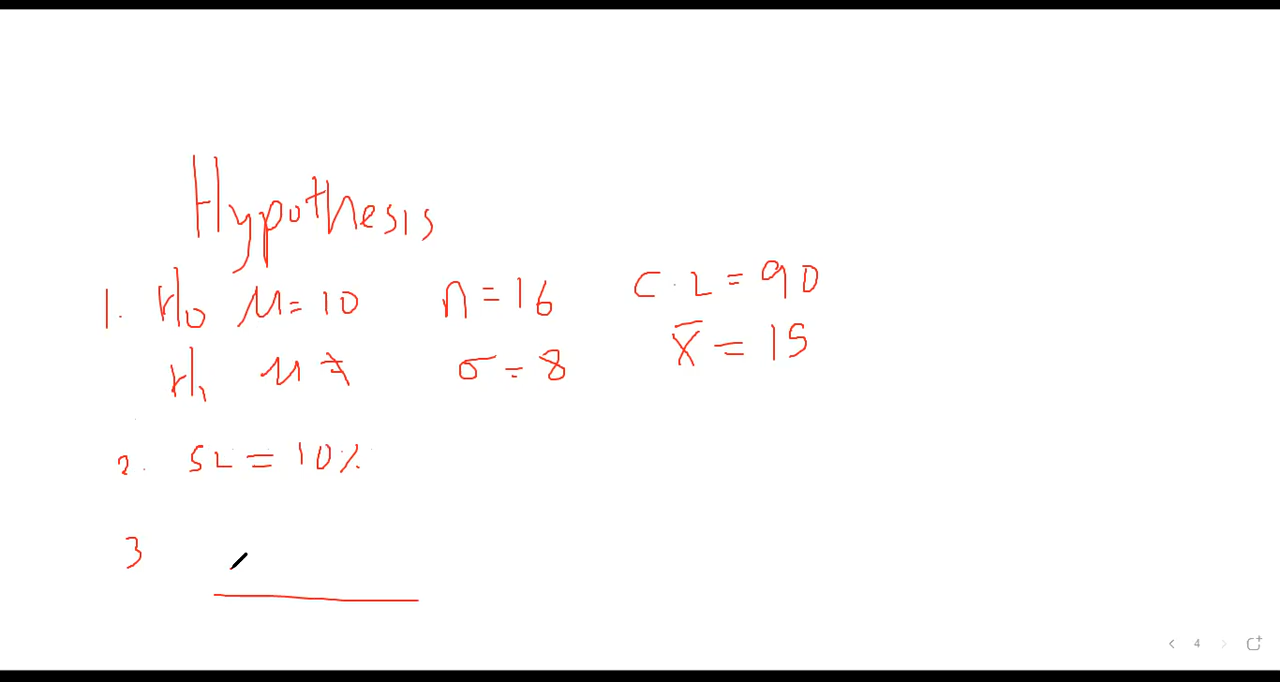 Hypothesis
1. H₀ μ = 10 n = 16 C.L = 90
H₁ μ ≠ σ = 8 x̄ = 15
2. SL = 10%
3
4